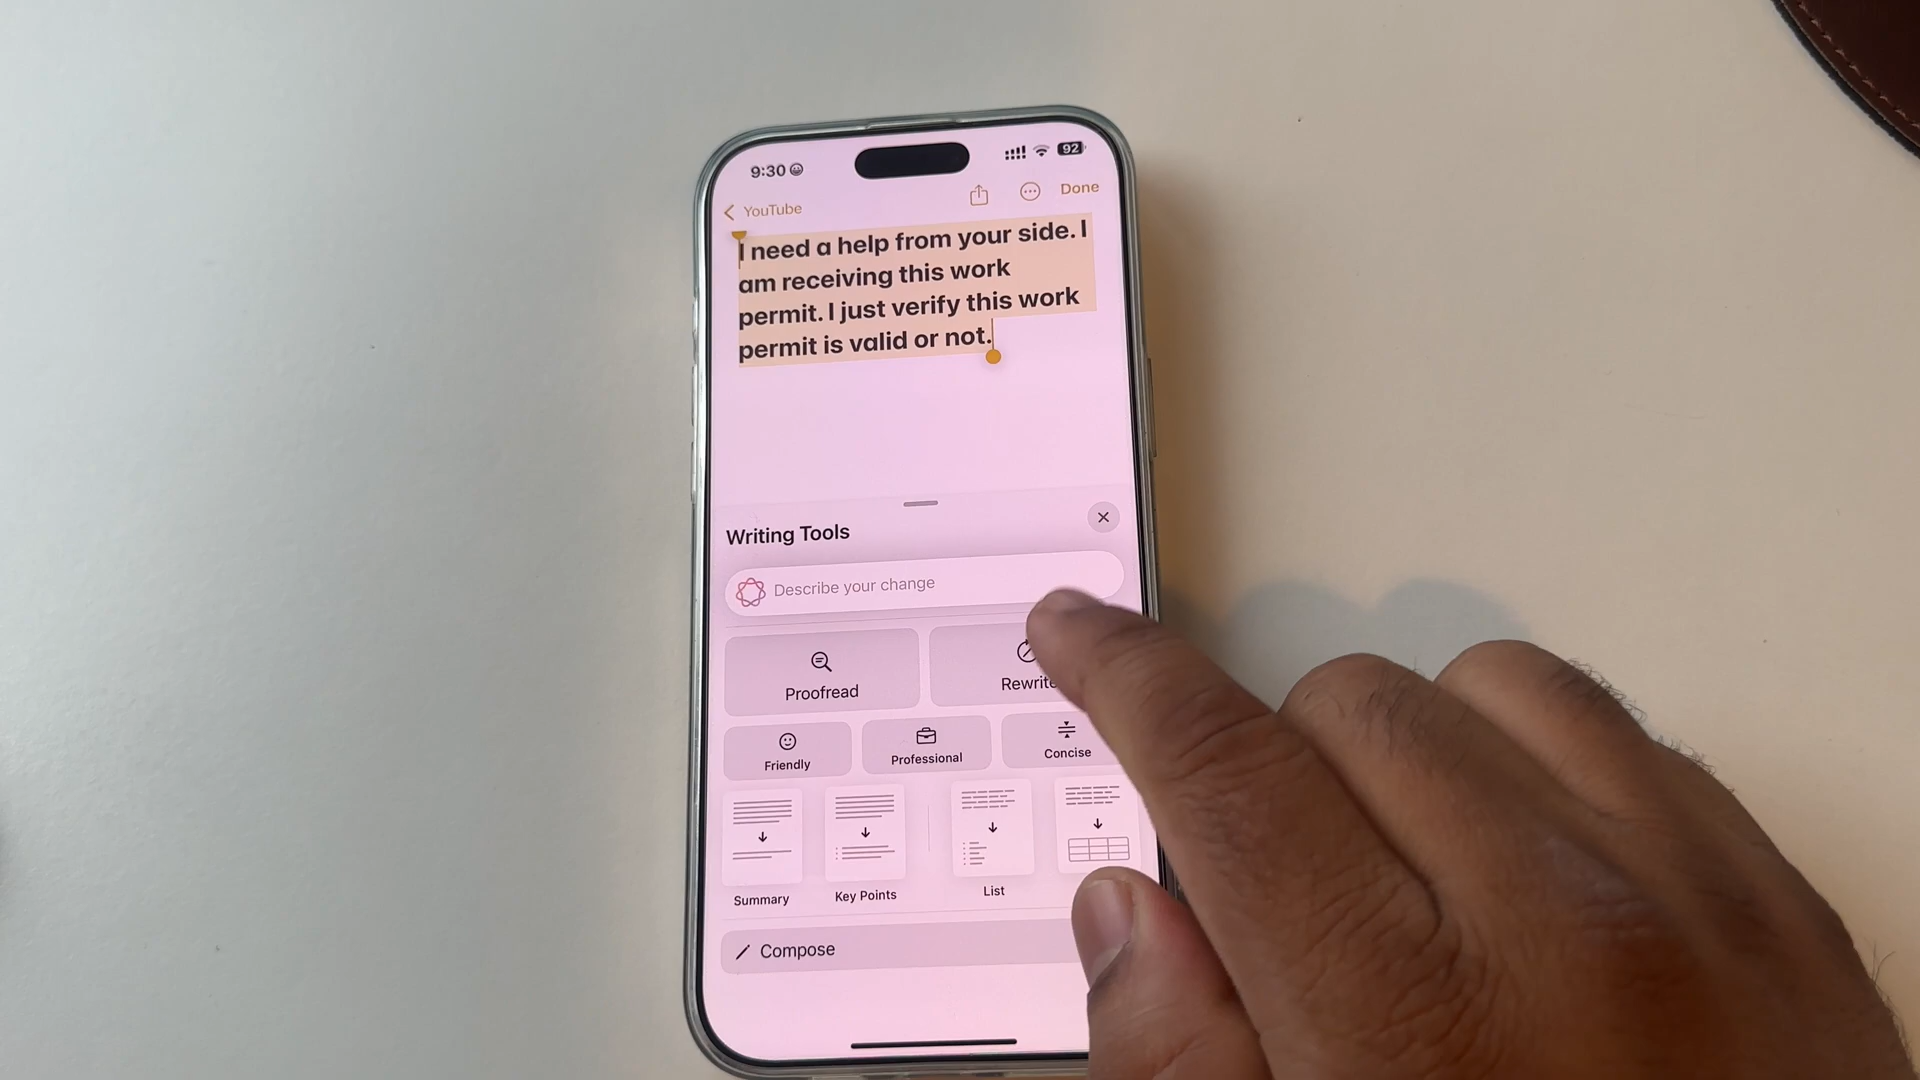 9:30
92
YouTube
Done
I need a help from your side. I
am receiving this work
permit. I just verify this work
permit is valid or not.
Writing Tools
Describe your change
Proofread
Rewrite
Friendly
Professional
Concise
Summary
Key Points
List
Compose